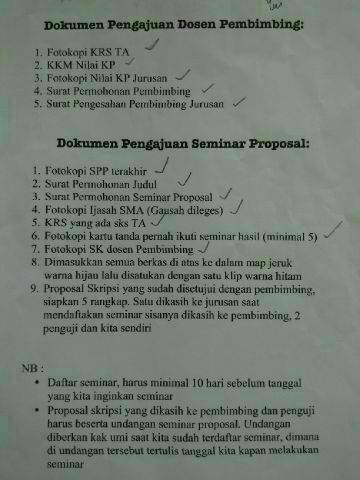 Dokumen Pengajuan Dosen Pembimbing:
1. Fotokopi KRS TA
2. KKM Nilai KP
3. Fotokopi Nilai KP Jurusan
4. Surat Permohonan Pembimbing
5. Surat Pengesahan Pembimbing Jurusan
Dokumen Pengajuan Seminar Proposal:
1. Fotokopi SPP terakhir
2. Surat Permohonan Judul
3. Surat Permohonan Seminar Proposal
4. Fotokopi Ijasah SMA (Gausah dileges)
5. KRS yang ada sks TA
6. Fotokopi kartu tanda pernah ikuti seminar hasil (minimal 5)
7. Fotokopi SK dosen Pembimbing
8. Dimasukkan semua berkas di atas ke dalam map jeruk
warna hijau lalu disatukan dengan satu klip warna hitam
9. Proposal Skripsi yang sudah disetujui dengan pembimbing,
siapkan 5 rangkap. Satu dikasih ke jurusan saat
mendaftakan seminar sisanya dikasih ke pembimbing, 2
penguji dan kita sendiri
NB :
• Daftar seminar, harus minimal 10 hari sebelum tanggal
yang kita inginkan seminar
• Proposal skripsi yang dikasih ke pembimbing dan penguji
harus beserta undangan seminar proposal. Undangan
diberkan kak umi saat kita sudah terdaftar seminar, dimana
di undangan tersebut tertulis tanggal kita kapan melakukan
seminar